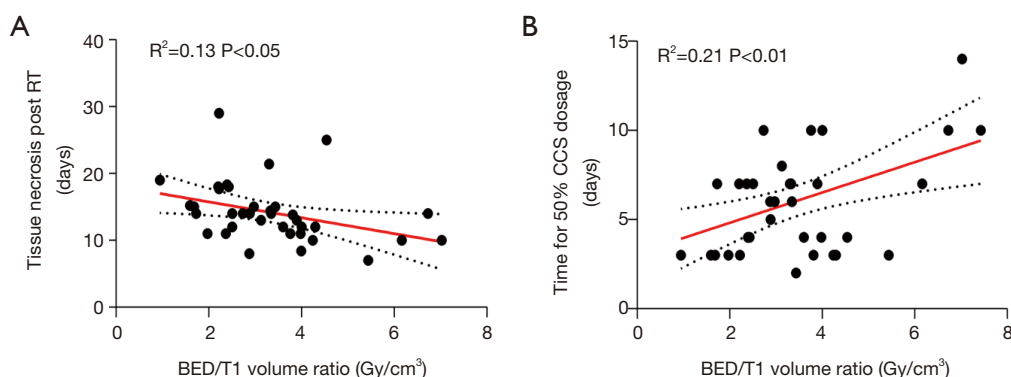 A
R²=0.13 P<0.05
Tissue necrosis post RT
(days)
40
30
20
10
0
0 2 4 6 8
BED/T1 volume ratio (Gy/cm³)
B
R²=0.21 P<0.01
Time for 50% CCS dosage
(days)
15
10
5
0
0 2 4 6 8
BED/T1 volume ratio (Gy/cm³)